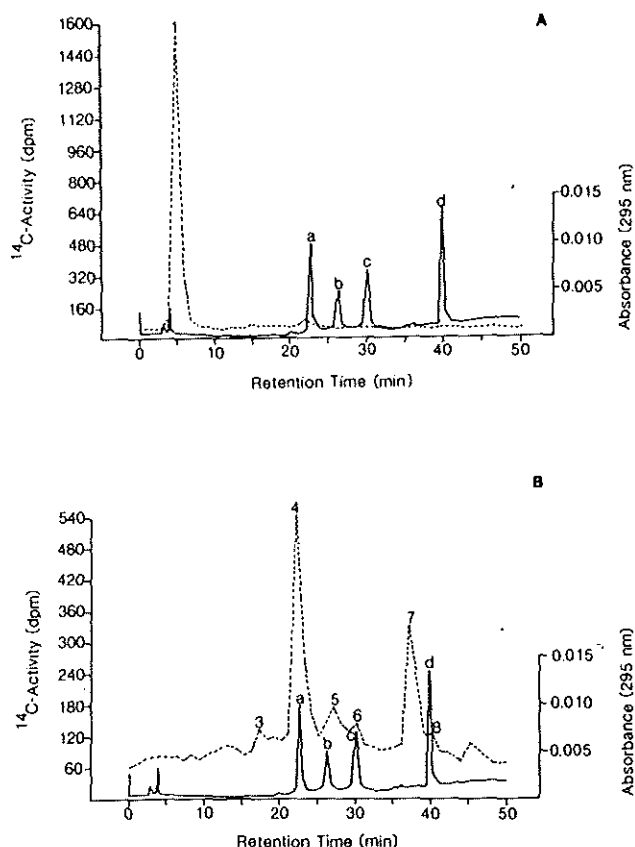 A
1600
1440
1280
1120
960
800
640
480
320
160
¹⁴C-Activity (dpm)
1
a
b
c
d
0.015
0.010
0.005
Absorbance (295 nm)
0 10 20 30 40 50
Retention Time (min)
B
540
480
420
360
300
240
180
120
60
¹⁴C-Activity (dpm)
3
4
5
6
7
8
a
b
c
d
0.015
0.010
0.005
Absorbance (295 nm)
0 10 20 30 40 50
Retention Time (min)